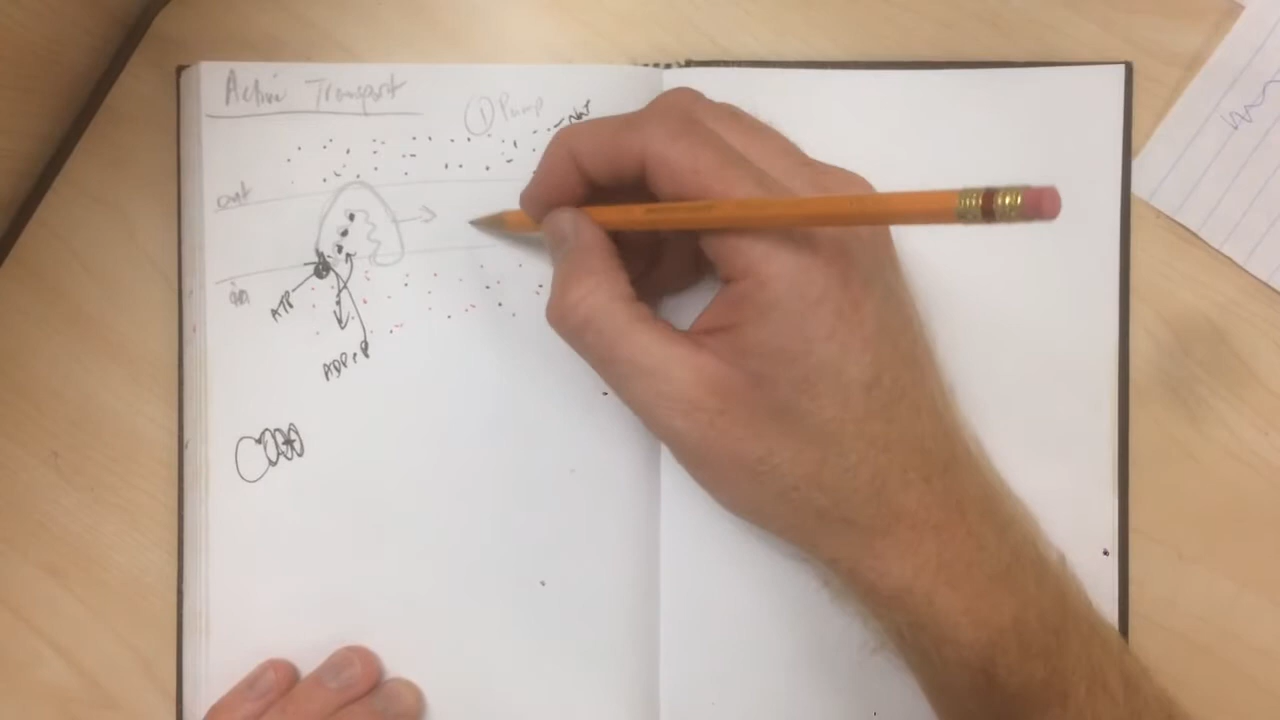 Active Transport
① Pump
Na+
out
in
ATP
ADP+P